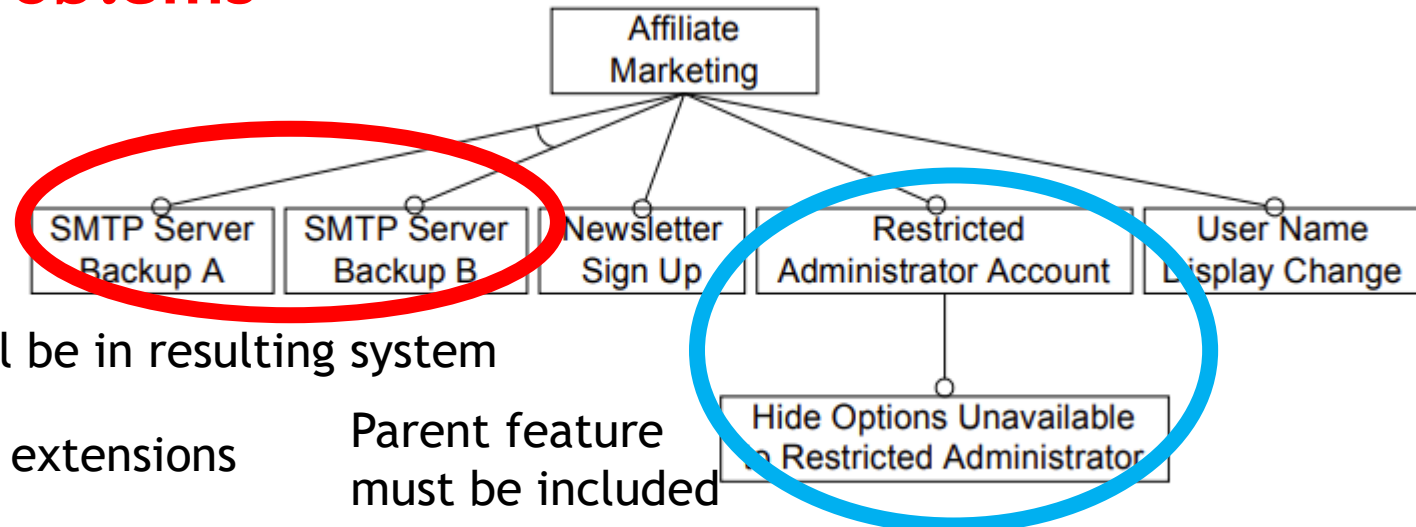 Affiliate
Marketing
SMTP Server
Backup A
SMTP Server
Backup B
Newsletter
Sign Up
Restricted
Administrator Account
User Name
Display Change
be in resulting system
extensions
Parent feature
must be included
Hide Options Unavailable
to Restricted Administrator